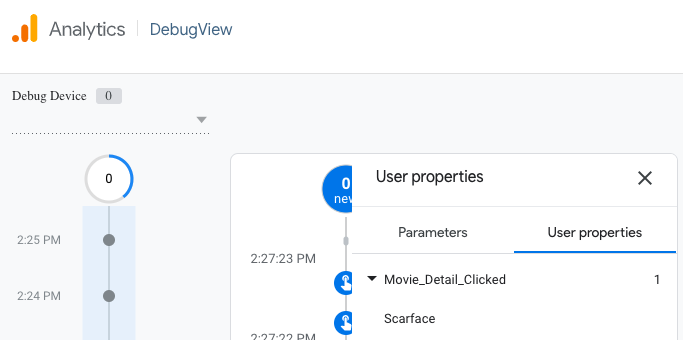 Analytics
DebugView
Debug Device 0
0
2:25 PM
2:24 PM
0
new
2:27:23 PM
2:27:22 PM
User properties
Parameters
User properties
Movie_Detail_Clicked 1
Scarface